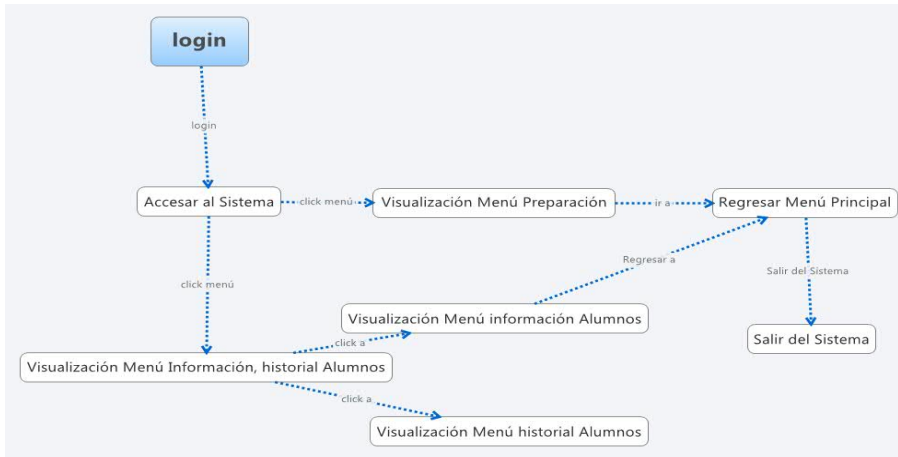 login
login
Accesar al Sistema
click menú
Visualización Menú Preparación
ir a
Regresar Menú Principal
click menú
Regresar a
Salir del Sistema
Visualización Menú información Alumnos
click a
Salir del Sistema
Visualización Menú Información, historial Alumnos
click a
Visualización Menú historial Alumnos